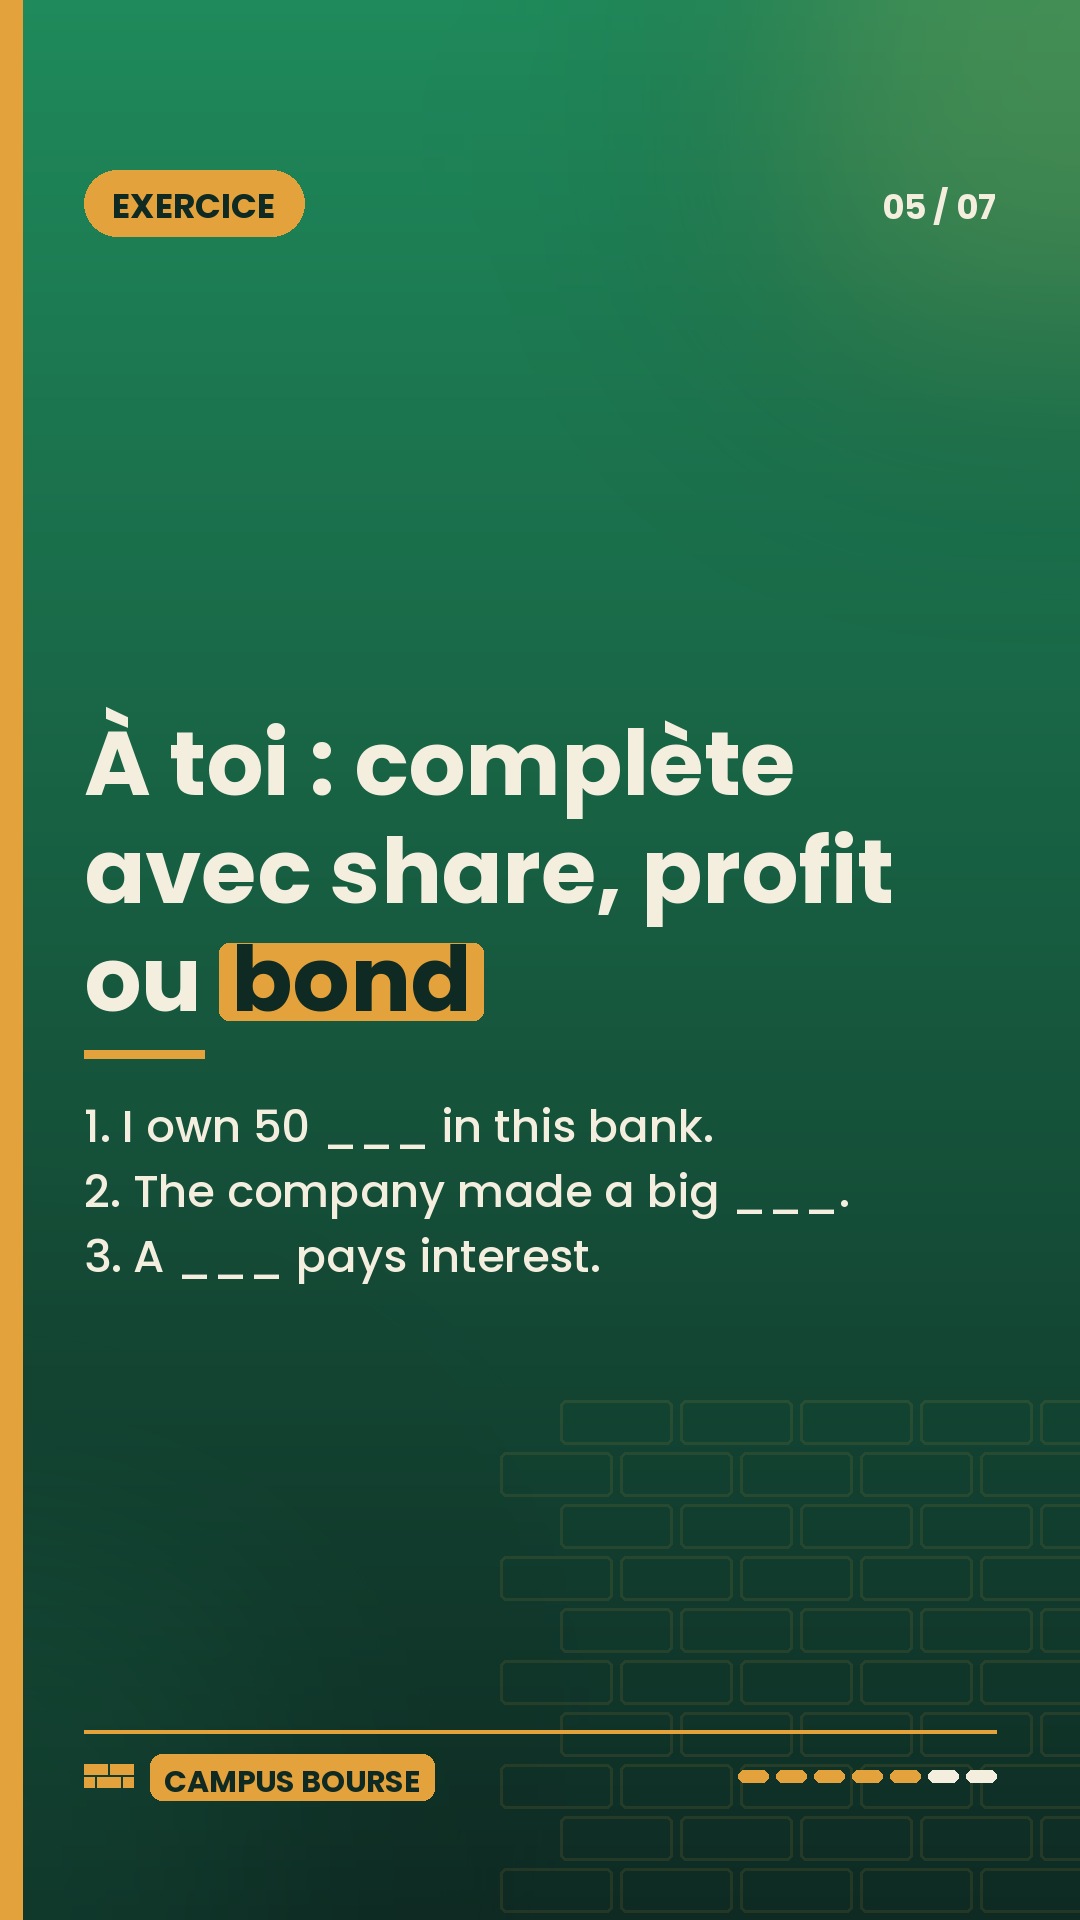 EXERCICE
05 / 07
À toi : complète
avec share, profit
ou bond
1. I own 50 _ _ _ in this bank.
2. The company made a big _ _ _.
3. A _ _ _ pays interest.
CAMPUS BOURSE